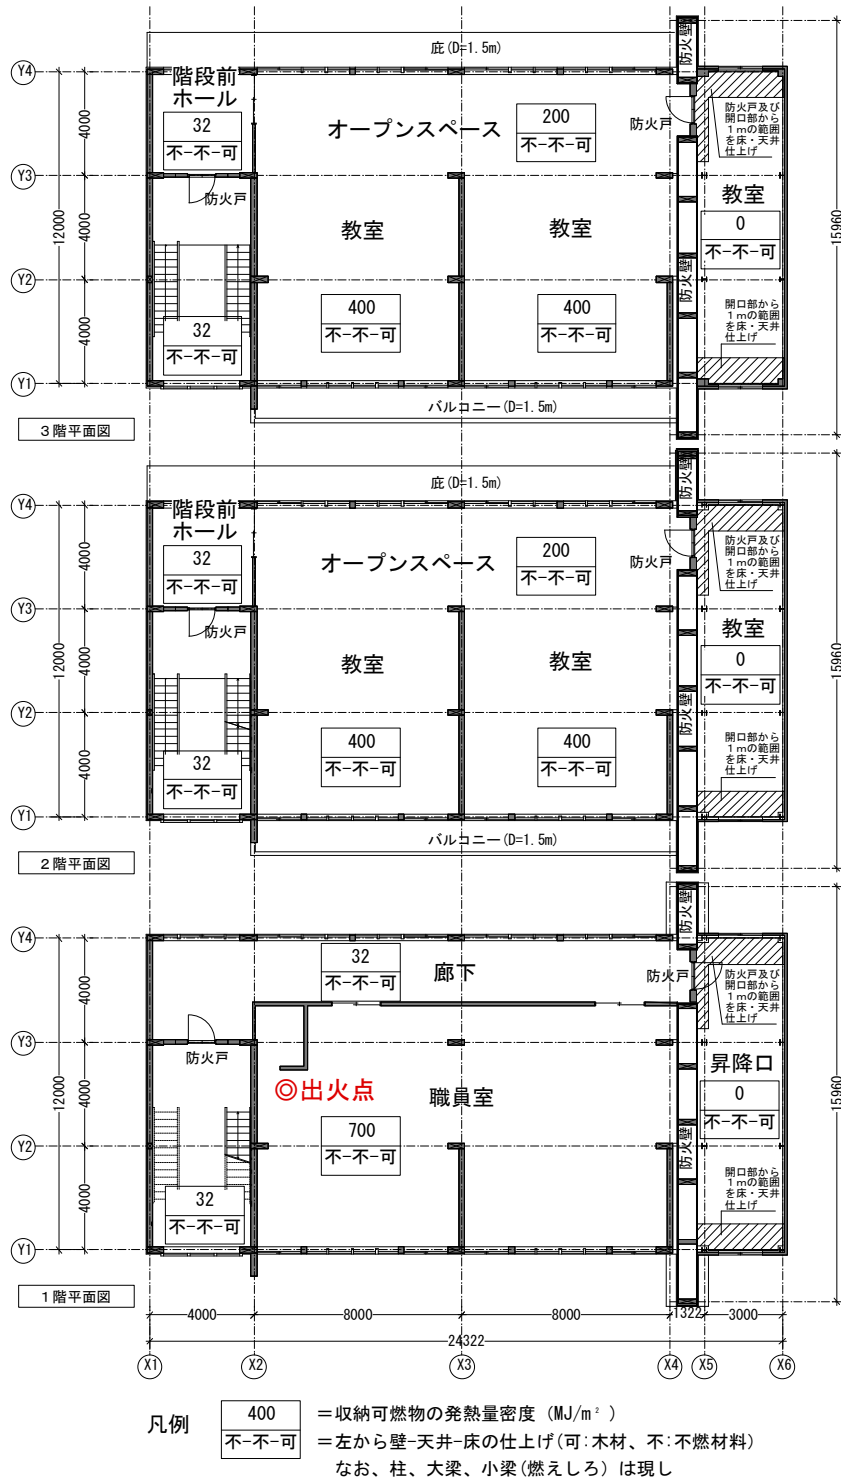 庇(D=1.5m)
防火壁
Y4
階段前
ホール
32
不-不-可
オープンスペース
200
不-不-可
防火戸
防火戸及び
開口部から
1mの範囲
を床・天井
仕上げ
4000
Y3
防火戸
教室
教室
教室
0
不-不-可
12000
4000
15960
Y2
防火壁
32
不-不-可
400
不-不-可
400
不-不-可
開口部から
1mの範囲
を床・天井
仕上げ
4000
Y1
バルコニー(D=1.5m)
3階平面図
庇(D=1.5m)
防火壁
Y4
階段前
ホール
32
不-不-可
オープンスペース
200
不-不-可
防火戸
防火戸及び
開口部から
1mの範囲
を床・天井
仕上げ
4000
Y3
防火戸
教室
教室
教室
0
不-不-可
12000
4000
15960
Y2
防火壁
32
不-不-可
400
不-不-可
400
不-不-可
開口部から
1mの範囲
を床・天井
仕上げ
4000
Y1
バルコニー(D=1.5m)
2階平面図
防火壁
Y4
32
不-不-可
廊下
防火戸
防火戸及び
開口部から
1mの範囲
を床・天井
仕上げ
4000
Y3
防火戸
◎出火点
職員室
昇降口
0
不-不-可
12000
4000
15960
Y2
防火壁
700
不-不-可
32
不-不-可
開口部から
1mの範囲
を床・天井
仕上げ
4000
Y1
1階平面図
4000
8000
8000
1322
3000
24322
X1
X2
X3
X4
X5
X6
凡例
400
不-不-可
＝収納可燃物の発熱量密度 (MJ/m²)
＝左から壁-天井-床の仕上げ(可:木材、不:不燃材料)
なお、柱、大梁、小梁(燃えしろ) は現し